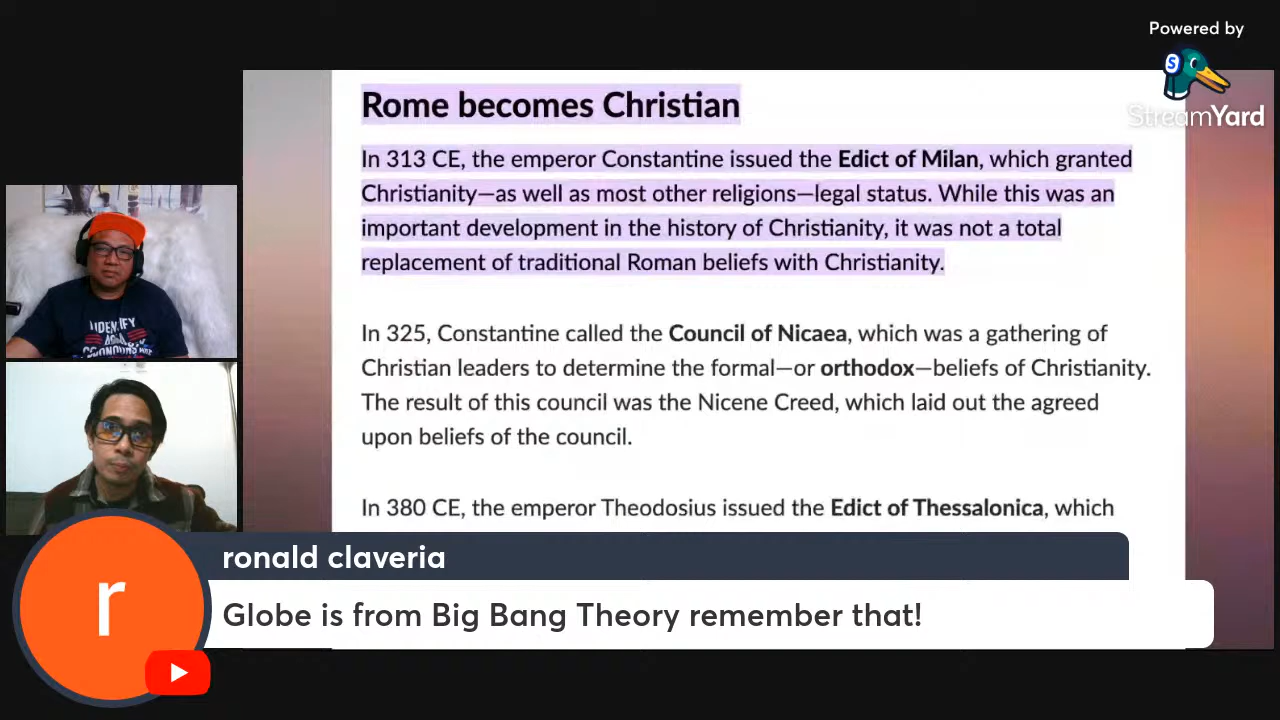 Powered by
StreamYard
Rome becomes Christian
In 313 CE, the emperor Constantine issued the Edict of Milan, which granted
Christianity—as well as most other religions—legal status. While this was an
important development in the history of Christianity, it was not a total
replacement of traditional Roman beliefs with Christianity.
In 325, Constantine called the Council of Nicaea, which was a gathering of
Christian leaders to determine the formal—or orthodox—beliefs of Christianity.
The result of this council was the Nicene Creed, which laid out the agreed
upon beliefs of the council.
In 380 CE, the emperor Theodosius issued the Edict of Thessalonica, which
I IDENTIFY
r
ronald claveria
Globe is from Big Bang Theory remember that!